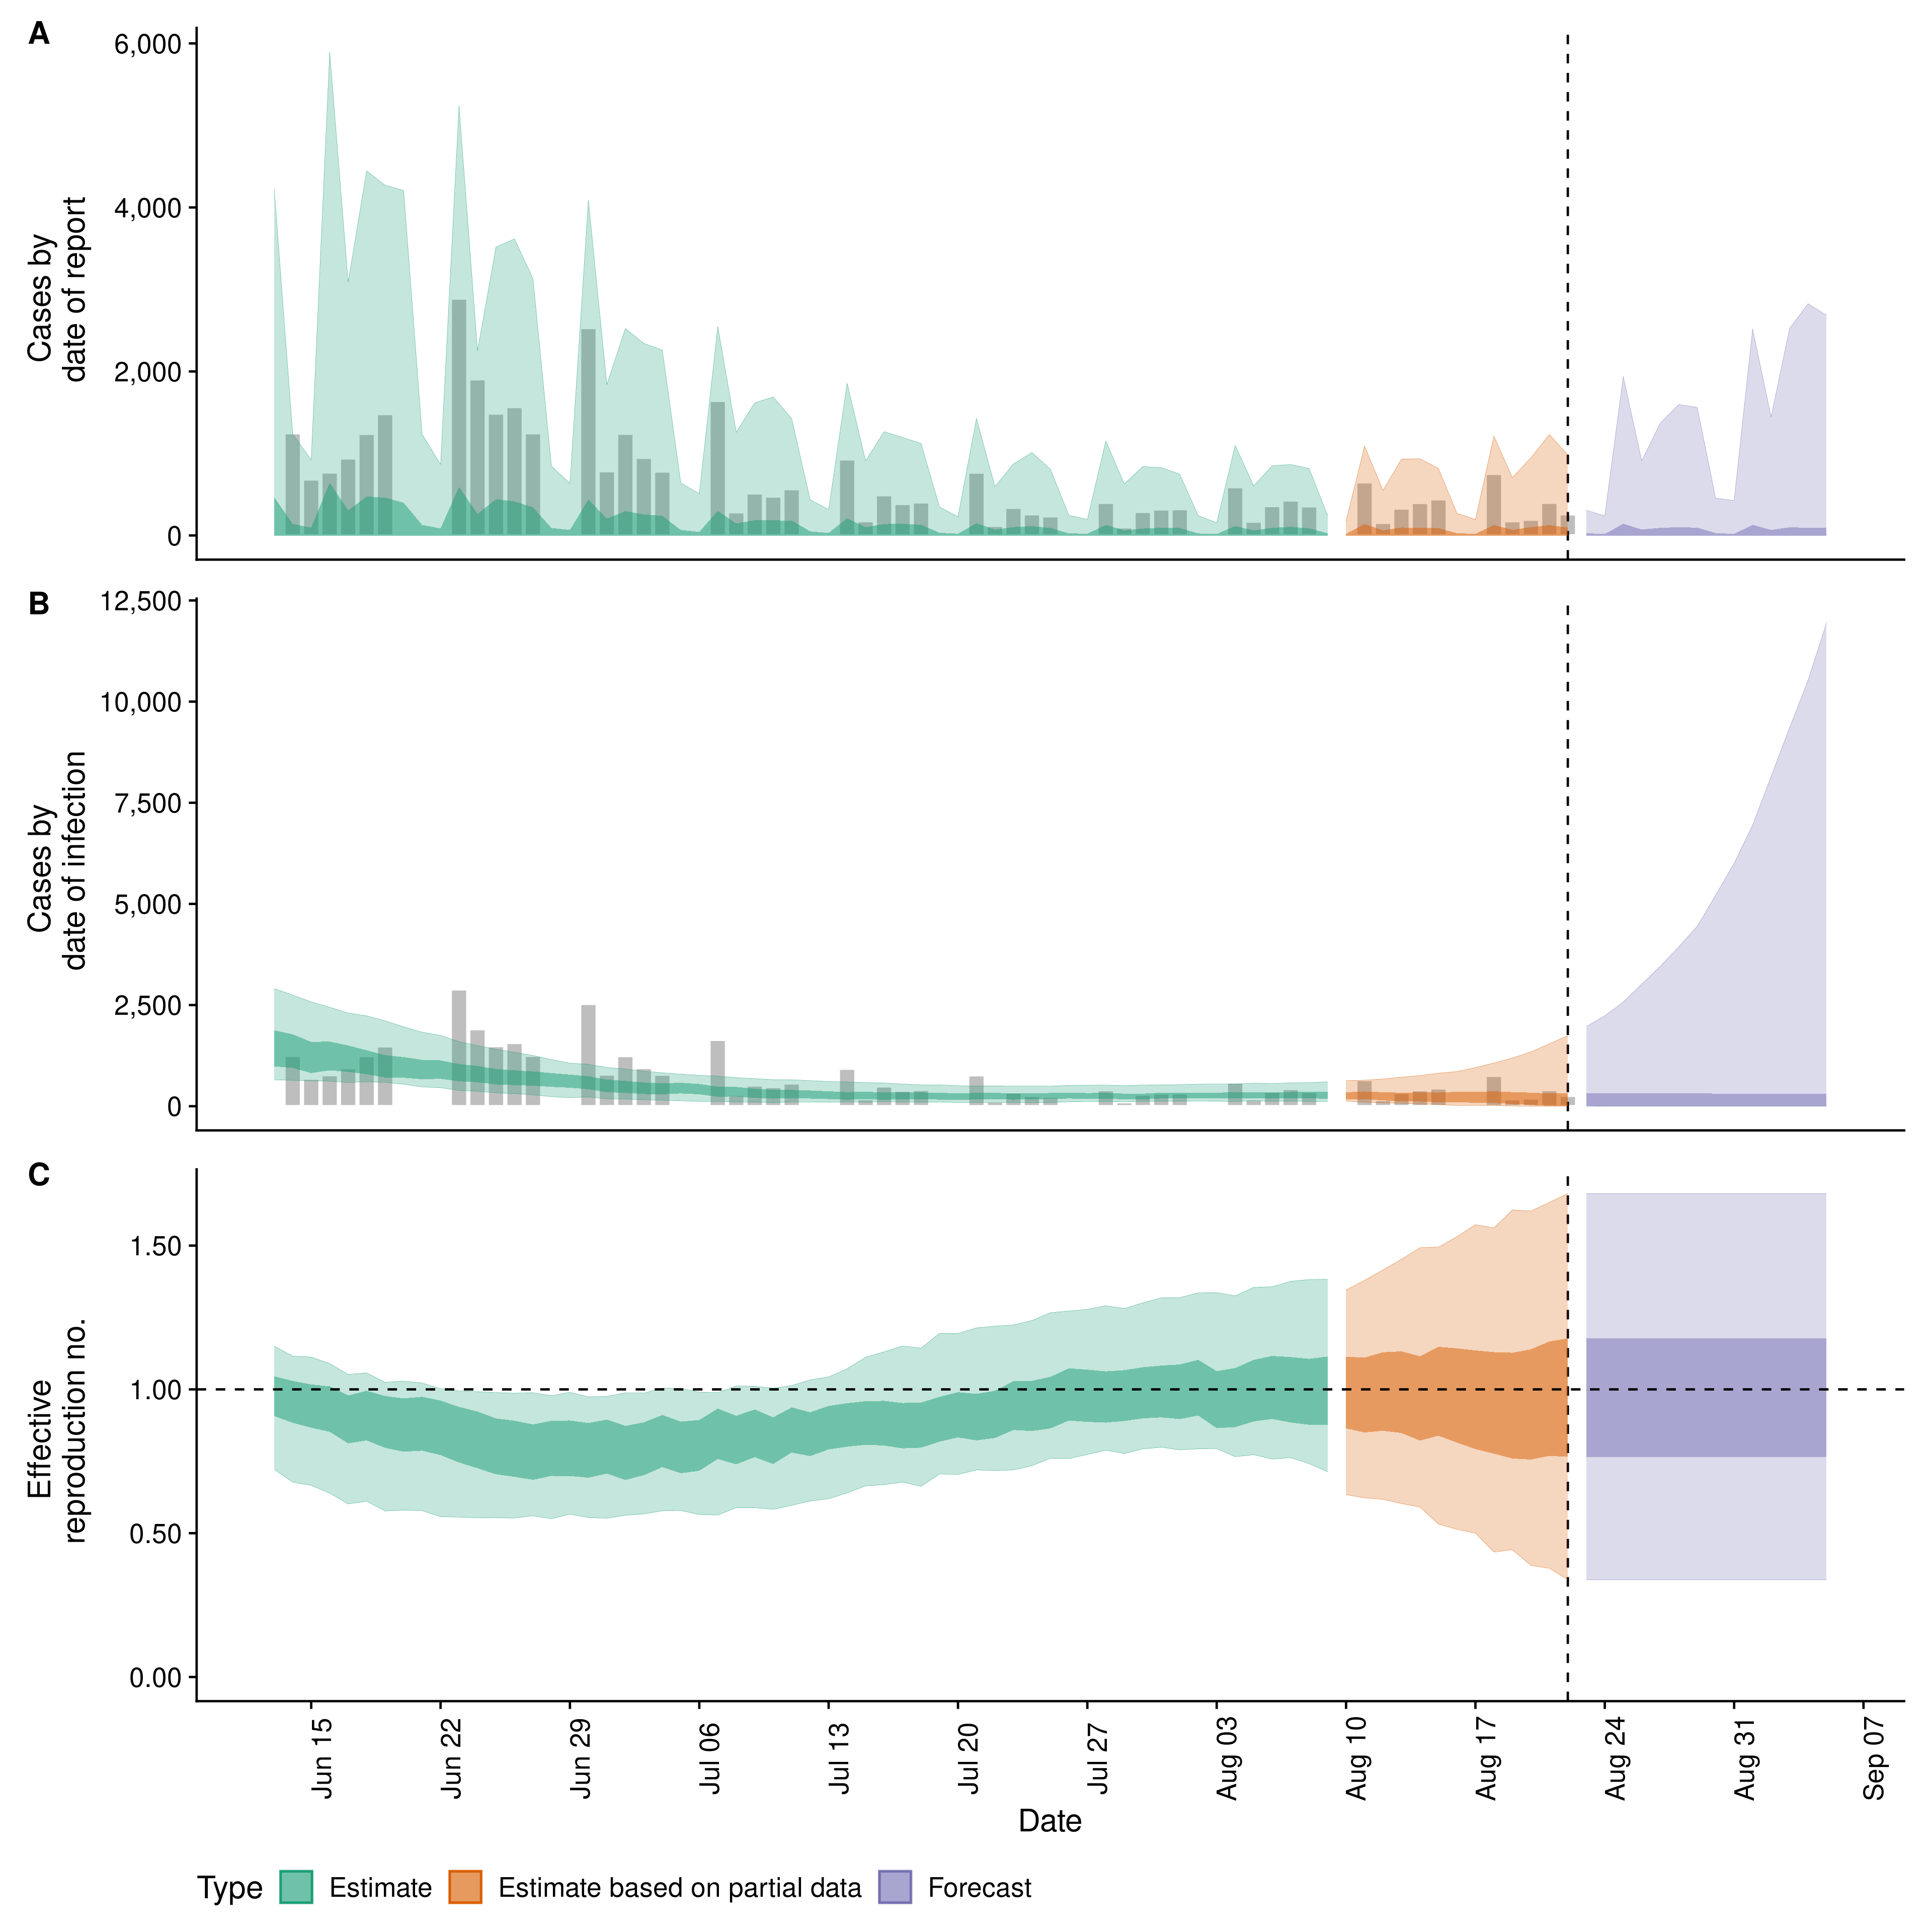 A
Cases by
date of report
6,000
4,000
2,000
0
B
Cases by
date of infection
12,500
10,000
7,500
5,000
2,500
0
C
Effective
reproduction no.
1.50
1.00
0.50
0.00
Jun 15
Jun 22
Jun 29
Jul 06
Jul 13
Jul 20
Jul 27
Aug 03
Aug 10
Aug 17
Aug 24
Aug 31
Sep 07
Date
Type Estimate Estimate based on partial data Forecast